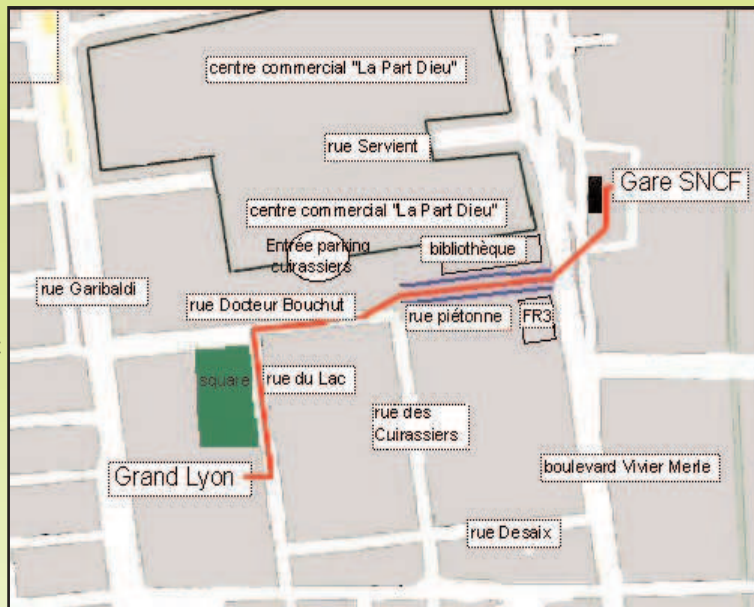 centre commercial "La Part Dieu"
rue Servient
Gare SNCF
centre commercial "La Part Dieu"
Entrée parking
cuirassiers
bibliothèque
rue Garibaldi
rue Docteur Bouchut
rue piétonne
FR3
square
rue du Lac
rue des
Cuirassiers
Grand Lyon
boulevard Vivier Merle
rue Desaix